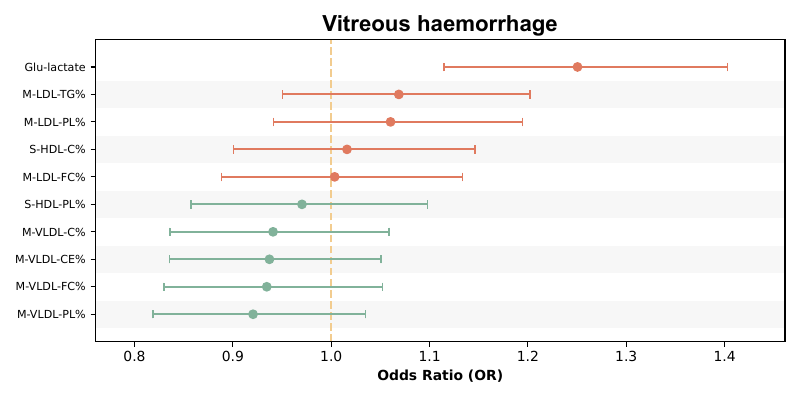 Vitreous haemorrhage
Glu-lactate
M-LDL-TG%
M-LDL-PL%
S-HDL-C%
M-LDL-FC%
S-HDL-PL%
M-VLDL-C%
M-VLDL-CE%
M-VLDL-FC%
M-VLDL-PL%
0.8 0.9 1.0 1.1 1.2 1.3 1.4
Odds Ratio (OR)